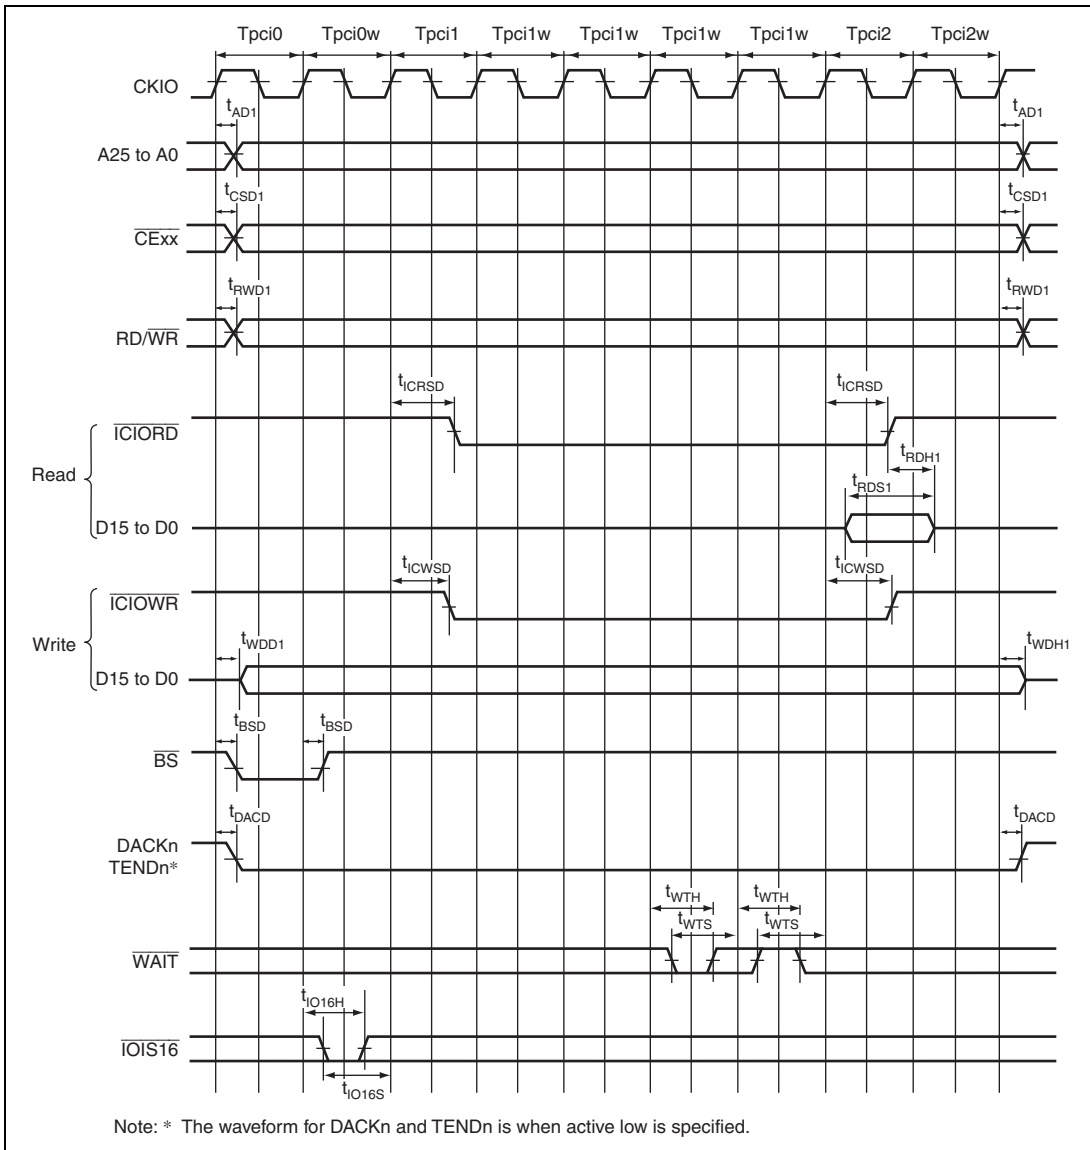 Tpci0 Tpci0w Tpci1 Tpci1w Tpci1w Tpci1w Tpci1w Tpci2 Tpci2w
CKIO
tAD1 tAD1
A25 to A0
tCSD1 tCSD1
CExx
tRWD1 tRWD1
RD/WR
tICRSD tICRSD
ICIORD
tRDH1
Read
tRDS1
D15 to D0
tICWSD tICWSD
ICIOWR
Write
tWDD1 tWDH1
D15 to D0
tBSD tBSD
BS
tDACD tDACD
DACKn
TENDn*
tWTH tWTH
tWTS tWTS
WAIT
tIO16H
IOIS16
tIO16S
Note: * The waveform for DACKn and TENDn is when active low is specified.